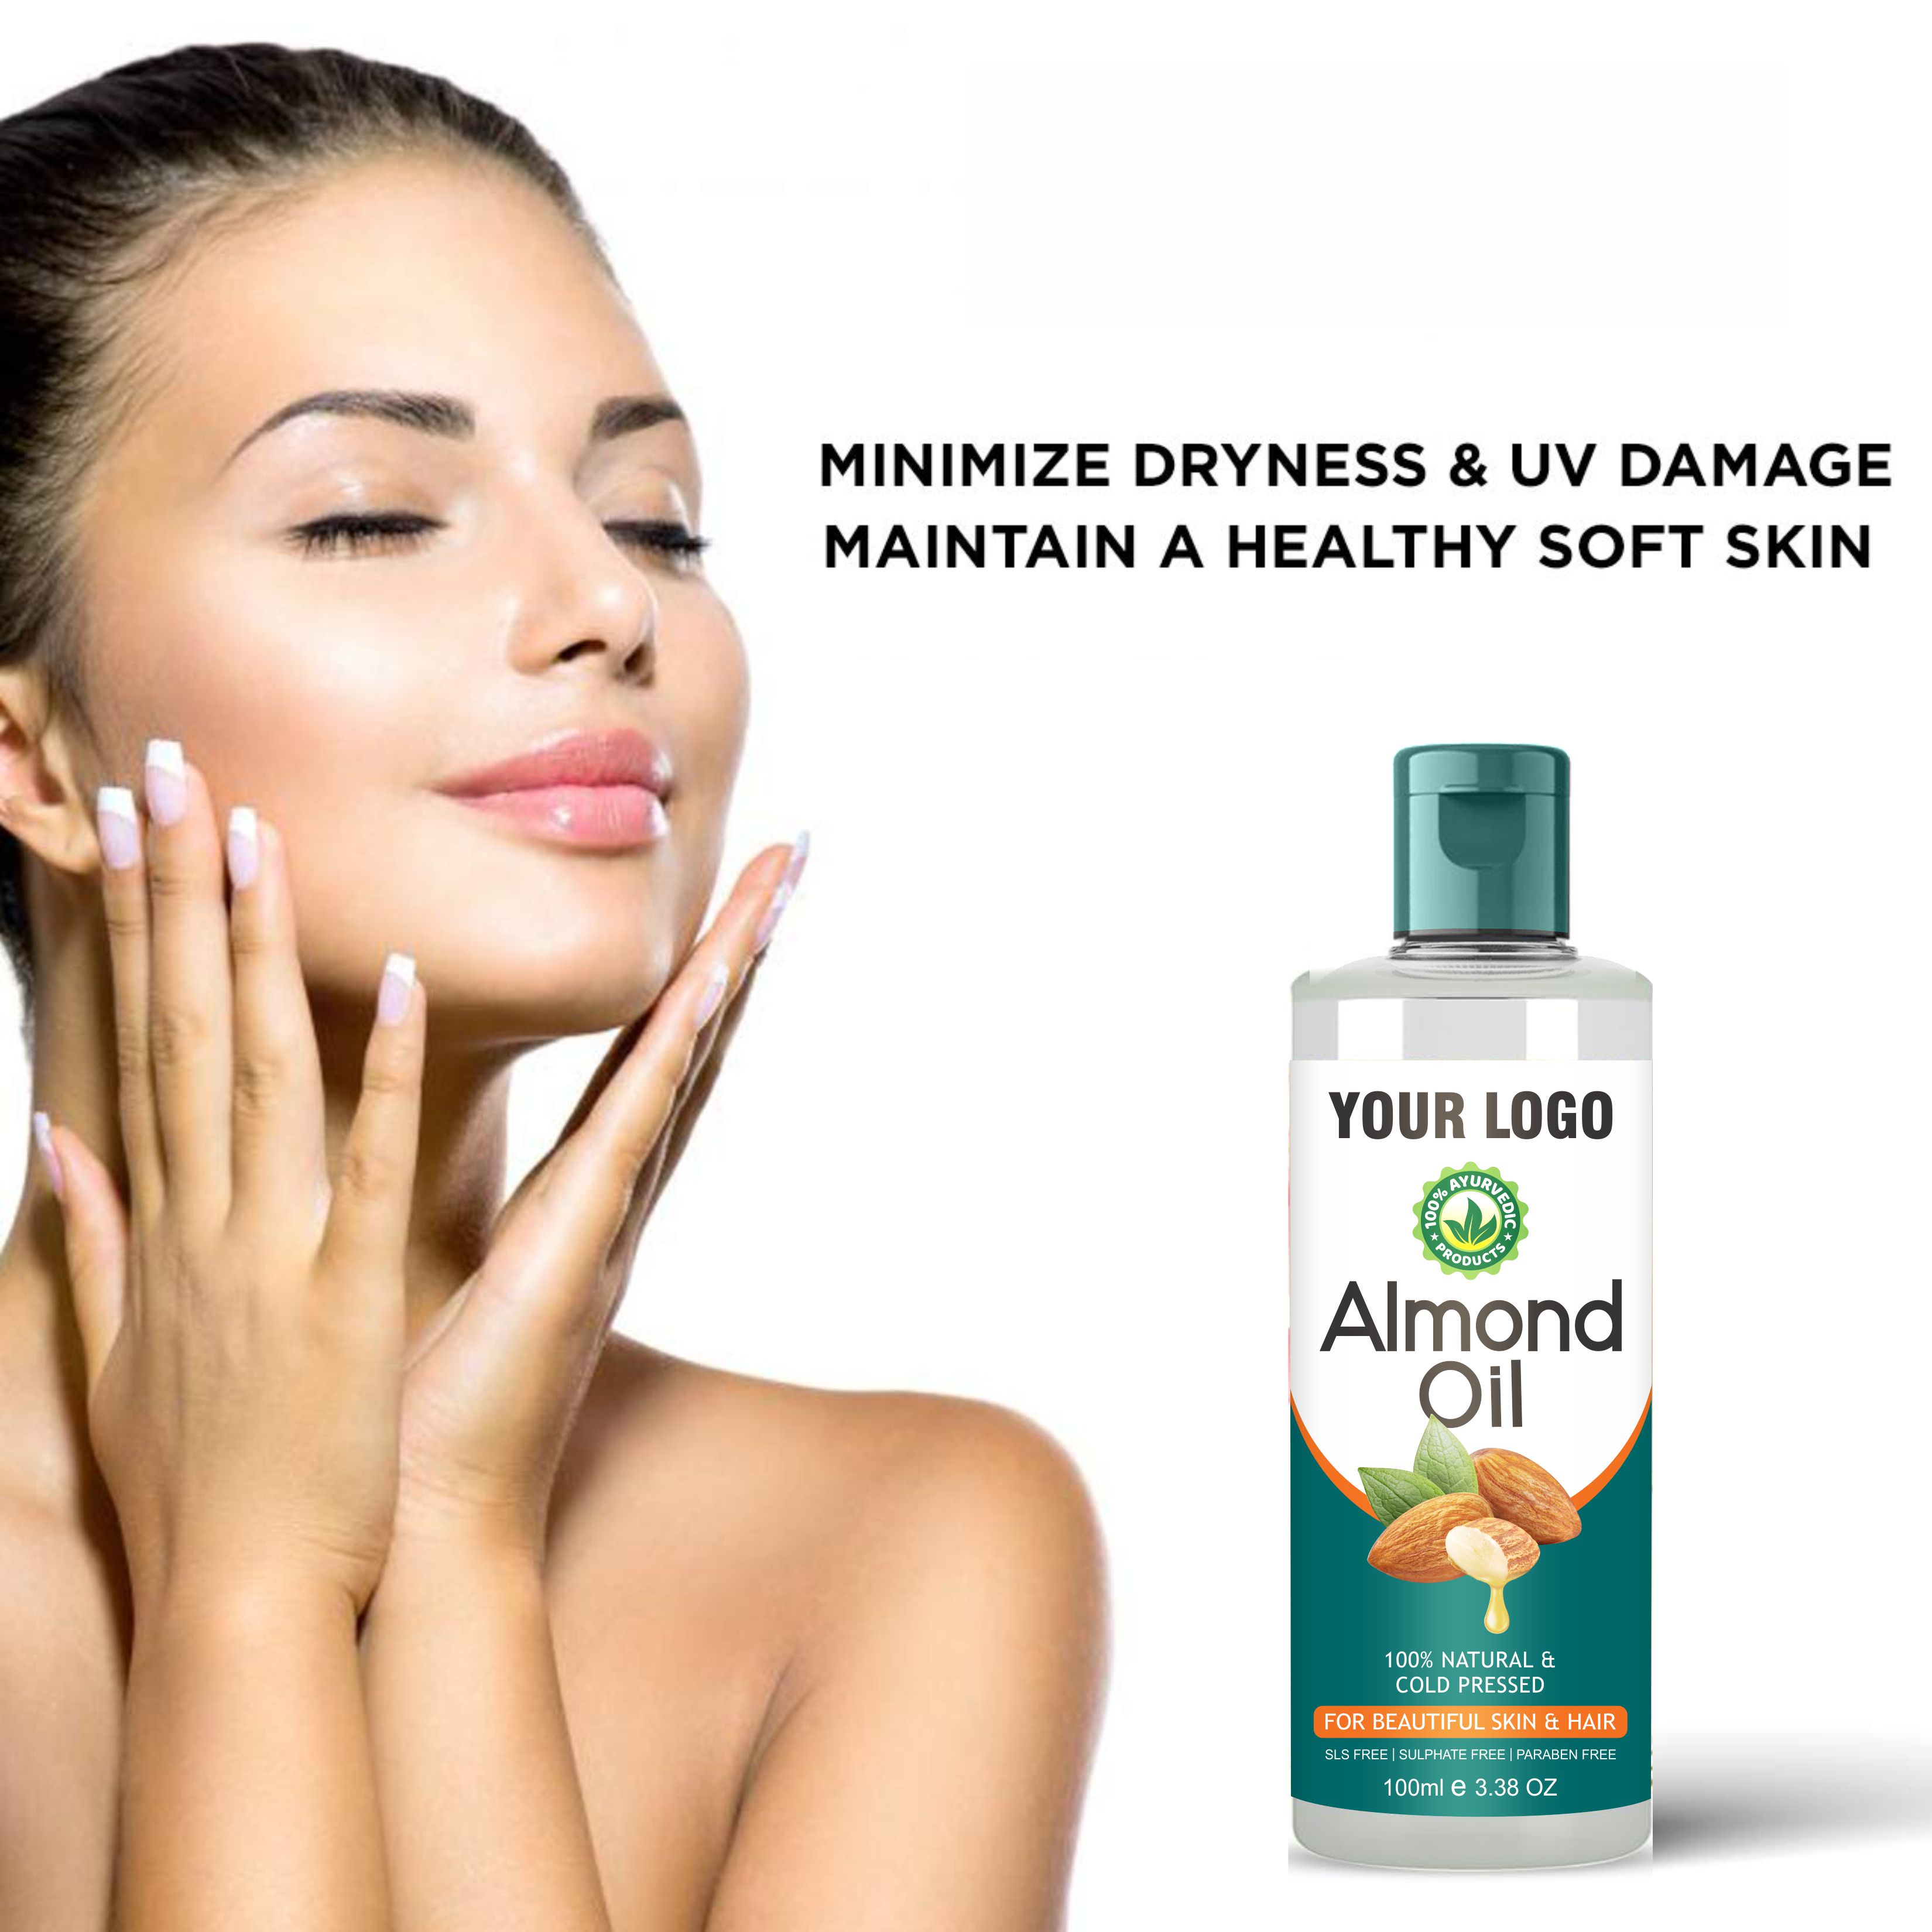 MINIMIZE DRYNESS & UV DAMAGE
MAINTAIN A HEALTHY SOFT SKIN
YOUR LOGO
100% AYURVEDIC
PRODUCTS
Almond
Oil
100% NATURAL &
COLD PRESSED
FOR BEAUTIFUL SKIN & HAIR
SLS FREE | SULPHATE FREE | PARABEN FREE
100ml e 3.38 OZ